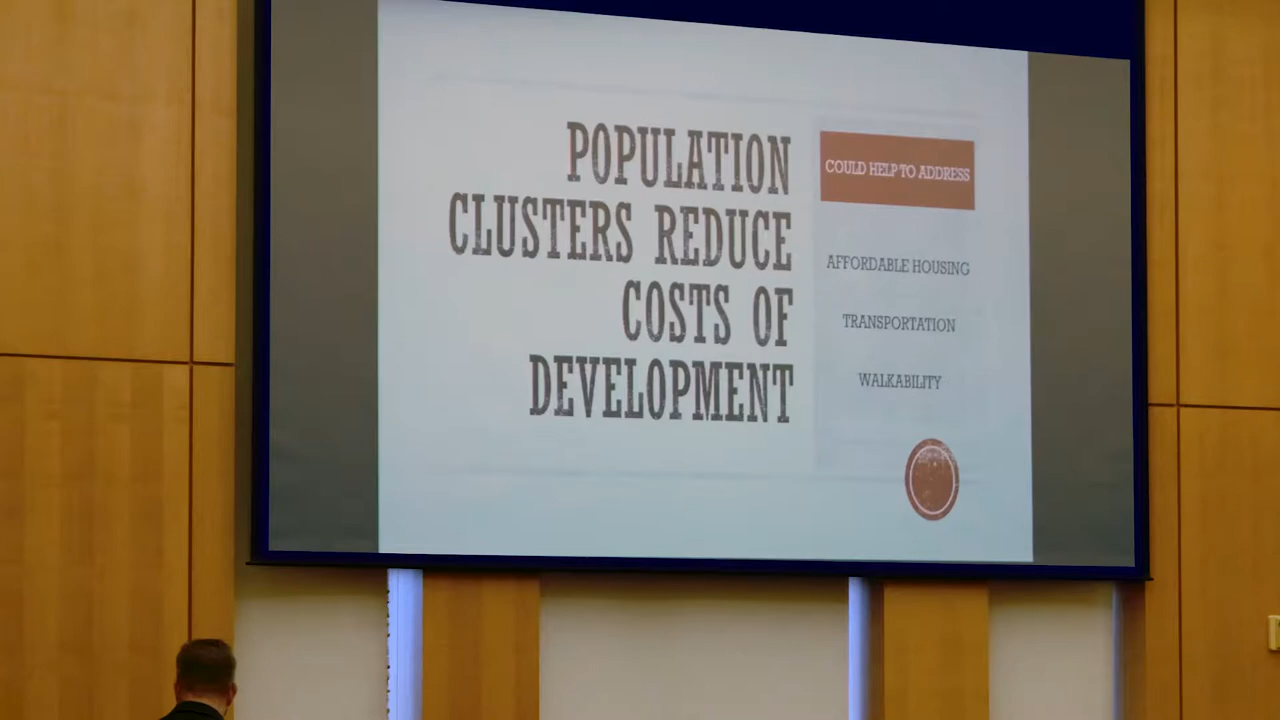 POPULATION
CLUSTERS REDUCE
COSTS OF
DEVELOPMENT
COULD HELP TO ADDRESS
AFFORDABLE HOUSING
TRANSPORTATION
WALKABILITY